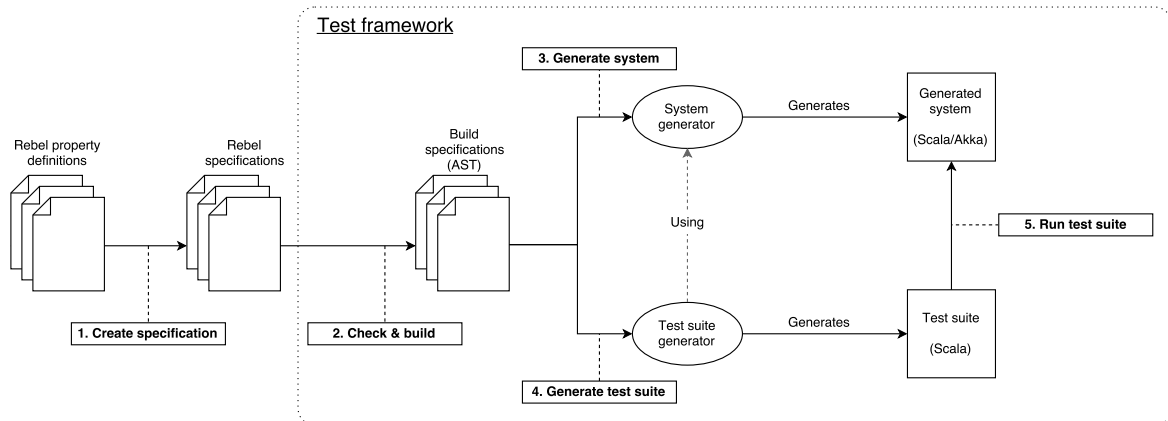 Test framework
3. Generate system
System
generator
Generates
Generated
system
(Scala/Akka)
Rebel property
definitions
Rebel
specifications
Build
specifications
(AST)
Using
5. Run test suite
1. Create specification
2. Check & build
Test suite
generator
Generates
Test suite
(Scala)
4. Generate test suite